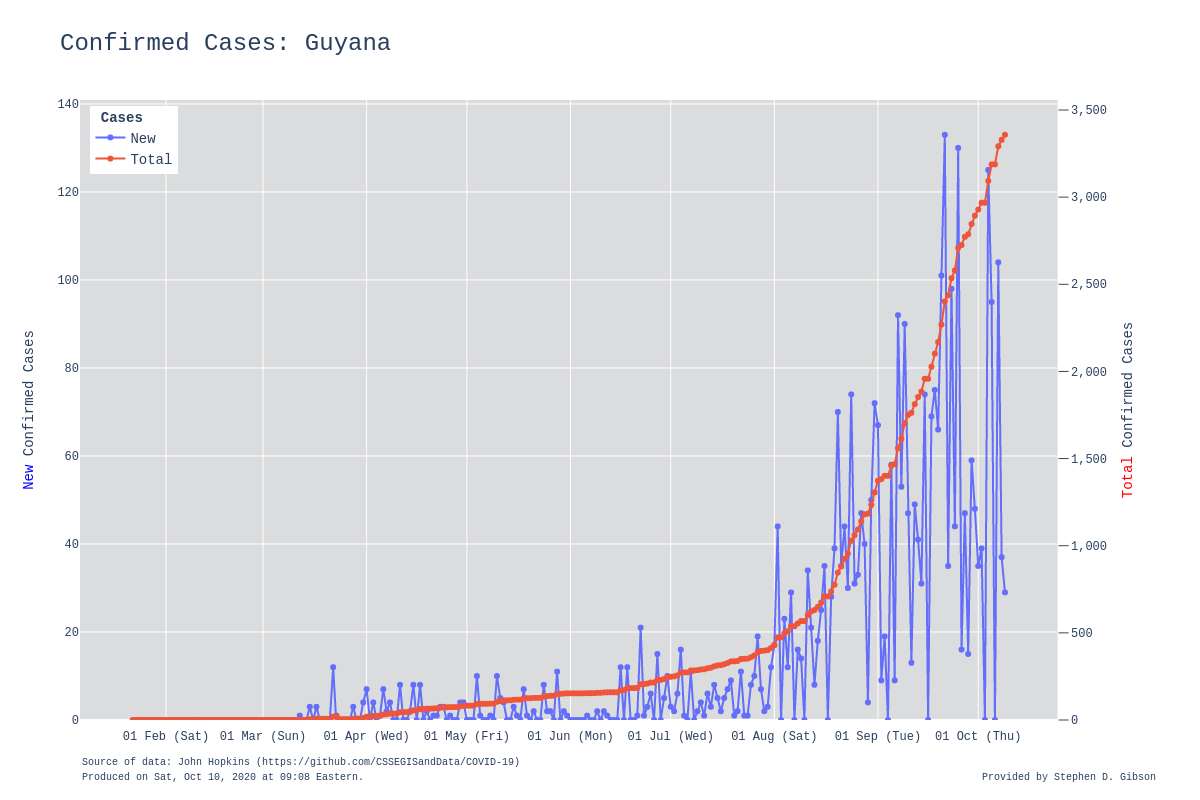 Confirmed Cases: Guyana
Cases
New
Total
140
120
100
80
60
40
20
0
New Confirmed Cases
3,500
3,000
2,500
2,000
1,500
1,000
500
0
Total Confirmed Cases
01 Feb (Sat) 01 Mar (Sun) 01 Apr (Wed) 01 May (Fri) 01 Jun (Mon) 01 Jul (Wed) 01 Aug (Sat) 01 Sep (Tue) 01 Oct (Thu)
Source of data: John Hopkins (https://github.com/CSSEGISandData/COVID-19)
Produced on Sat, Oct 10, 2020 at 09:08 Eastern.
Provided by Stephen D. Gibson